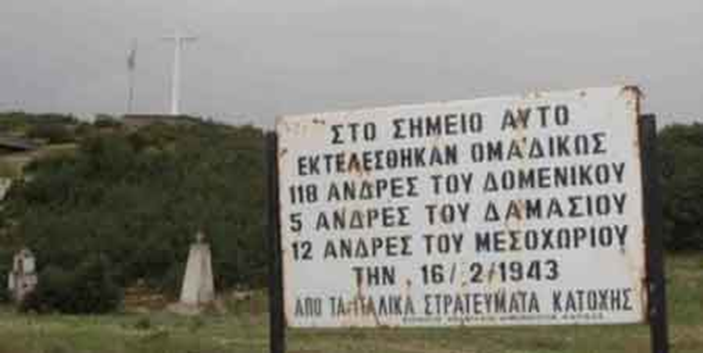 ΣΤΟ ΣΗΜΕΙΟ ΑΥΤΟ
ΕΚΤΕΛΕΣΘΗΚΑΝ ΟΜΑΔΙΚΩΣ
118 ΑΝΔΡΕΣ ΤΟΥ ΔΟΜΕΝΙΚΟΥ
5 ΑΝΔΡΕΣ ΤΟΥ ΔΑΜΑΣΙΟΥ
12 ΑΝΔΡΕΣ ΤΟΥ ΜΕΣΟΧΩΡΙΟΥ
ΤΗΝ 16/2/1943
ΑΠΟ ΤΑ ΙΤΑΛΙΚΑ ΣΤΡΑΤΕΥΜΑΤΑ ΚΑΤΟΧΗΣ